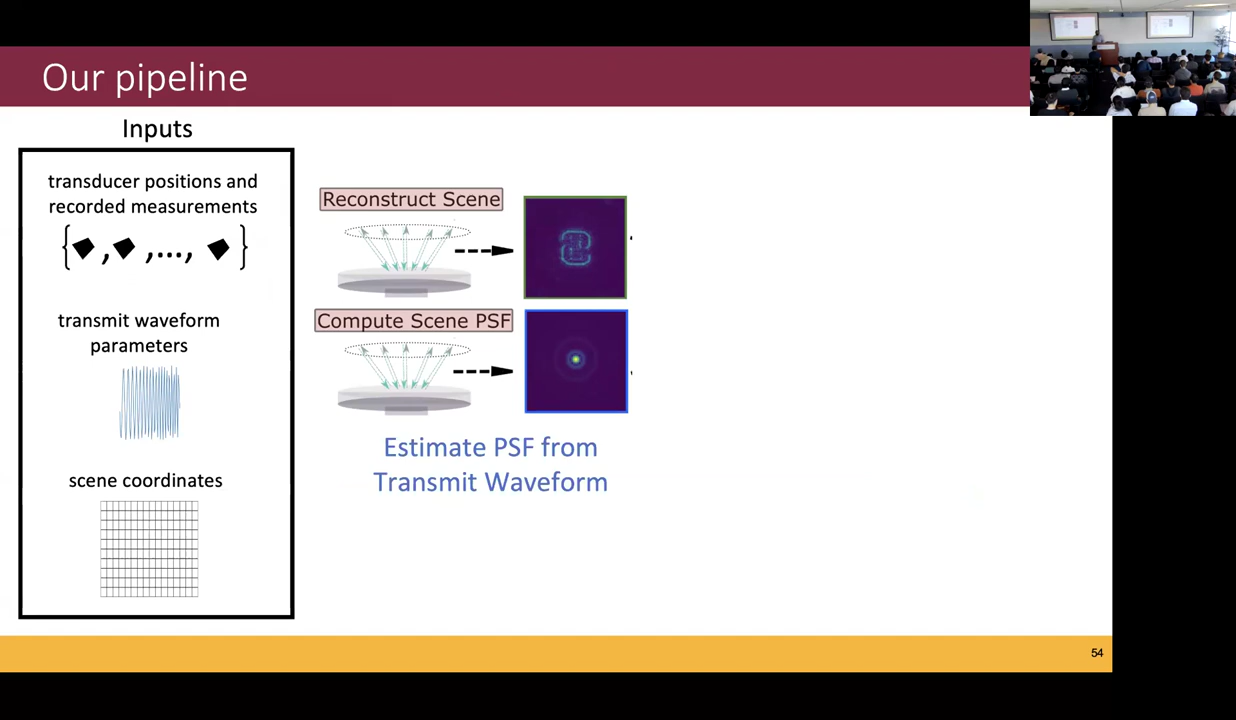 Our pipeline
Inputs
transducer positions and
recorded measurements
{ , ,..., }
transmit waveform
parameters
scene coordinates
Reconstruct Scene
Compute Scene PSF
Estimate PSF from
Transmit Waveform
54